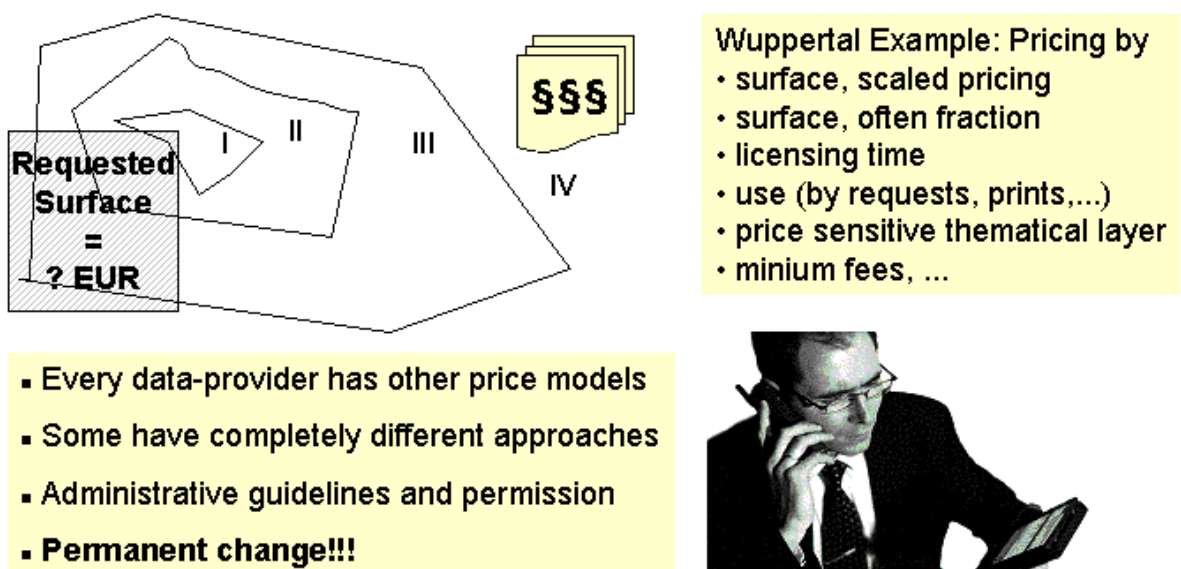 I
II
III
IV
§§§
Requested
Surface
=
? EUR
Wuppertal Example: Pricing by
• surface, scaled pricing
• surface, often fraction
• licensing time
• use (by requests, prints,...)
• price sensitive thematical layer
• minium fees, ...
▪ Every data-provider has other price models
▪ Some have completely different approaches
▪ Administrative guidelines and permission
▪ Permanent change!!!